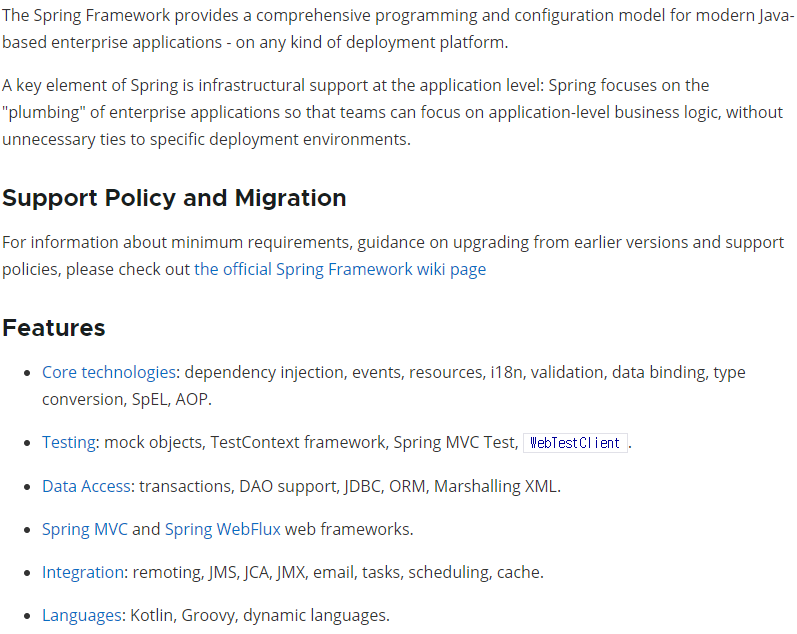 The Spring Framework provides a comprehensive programming and configuration model for modern Java-
based enterprise applications - on any kind of deployment platform.
A key element of Spring is infrastructural support at the application level: Spring focuses on the
"plumbing" of enterprise applications so that teams can focus on application-level business logic, without
unnecessary ties to specific deployment environments.
Support Policy and Migration
For information about minimum requirements, guidance on upgrading from earlier versions and support
policies, please check out the official Spring Framework wiki page
Features
• Core technologies: dependency injection, events, resources, i18n, validation, data binding, type
conversion, SpEL, AOP.
• Testing: mock objects, TestContext framework, Spring MVC Test, WebTestClient.
• Data Access: transactions, DAO support, JDBC, ORM, Marshalling XML.
• Spring MVC and Spring WebFlux web frameworks.
• Integration: remoting, JMS, JCA, JMX, email, tasks, scheduling, cache.
• Languages: Kotlin, Groovy, dynamic languages.